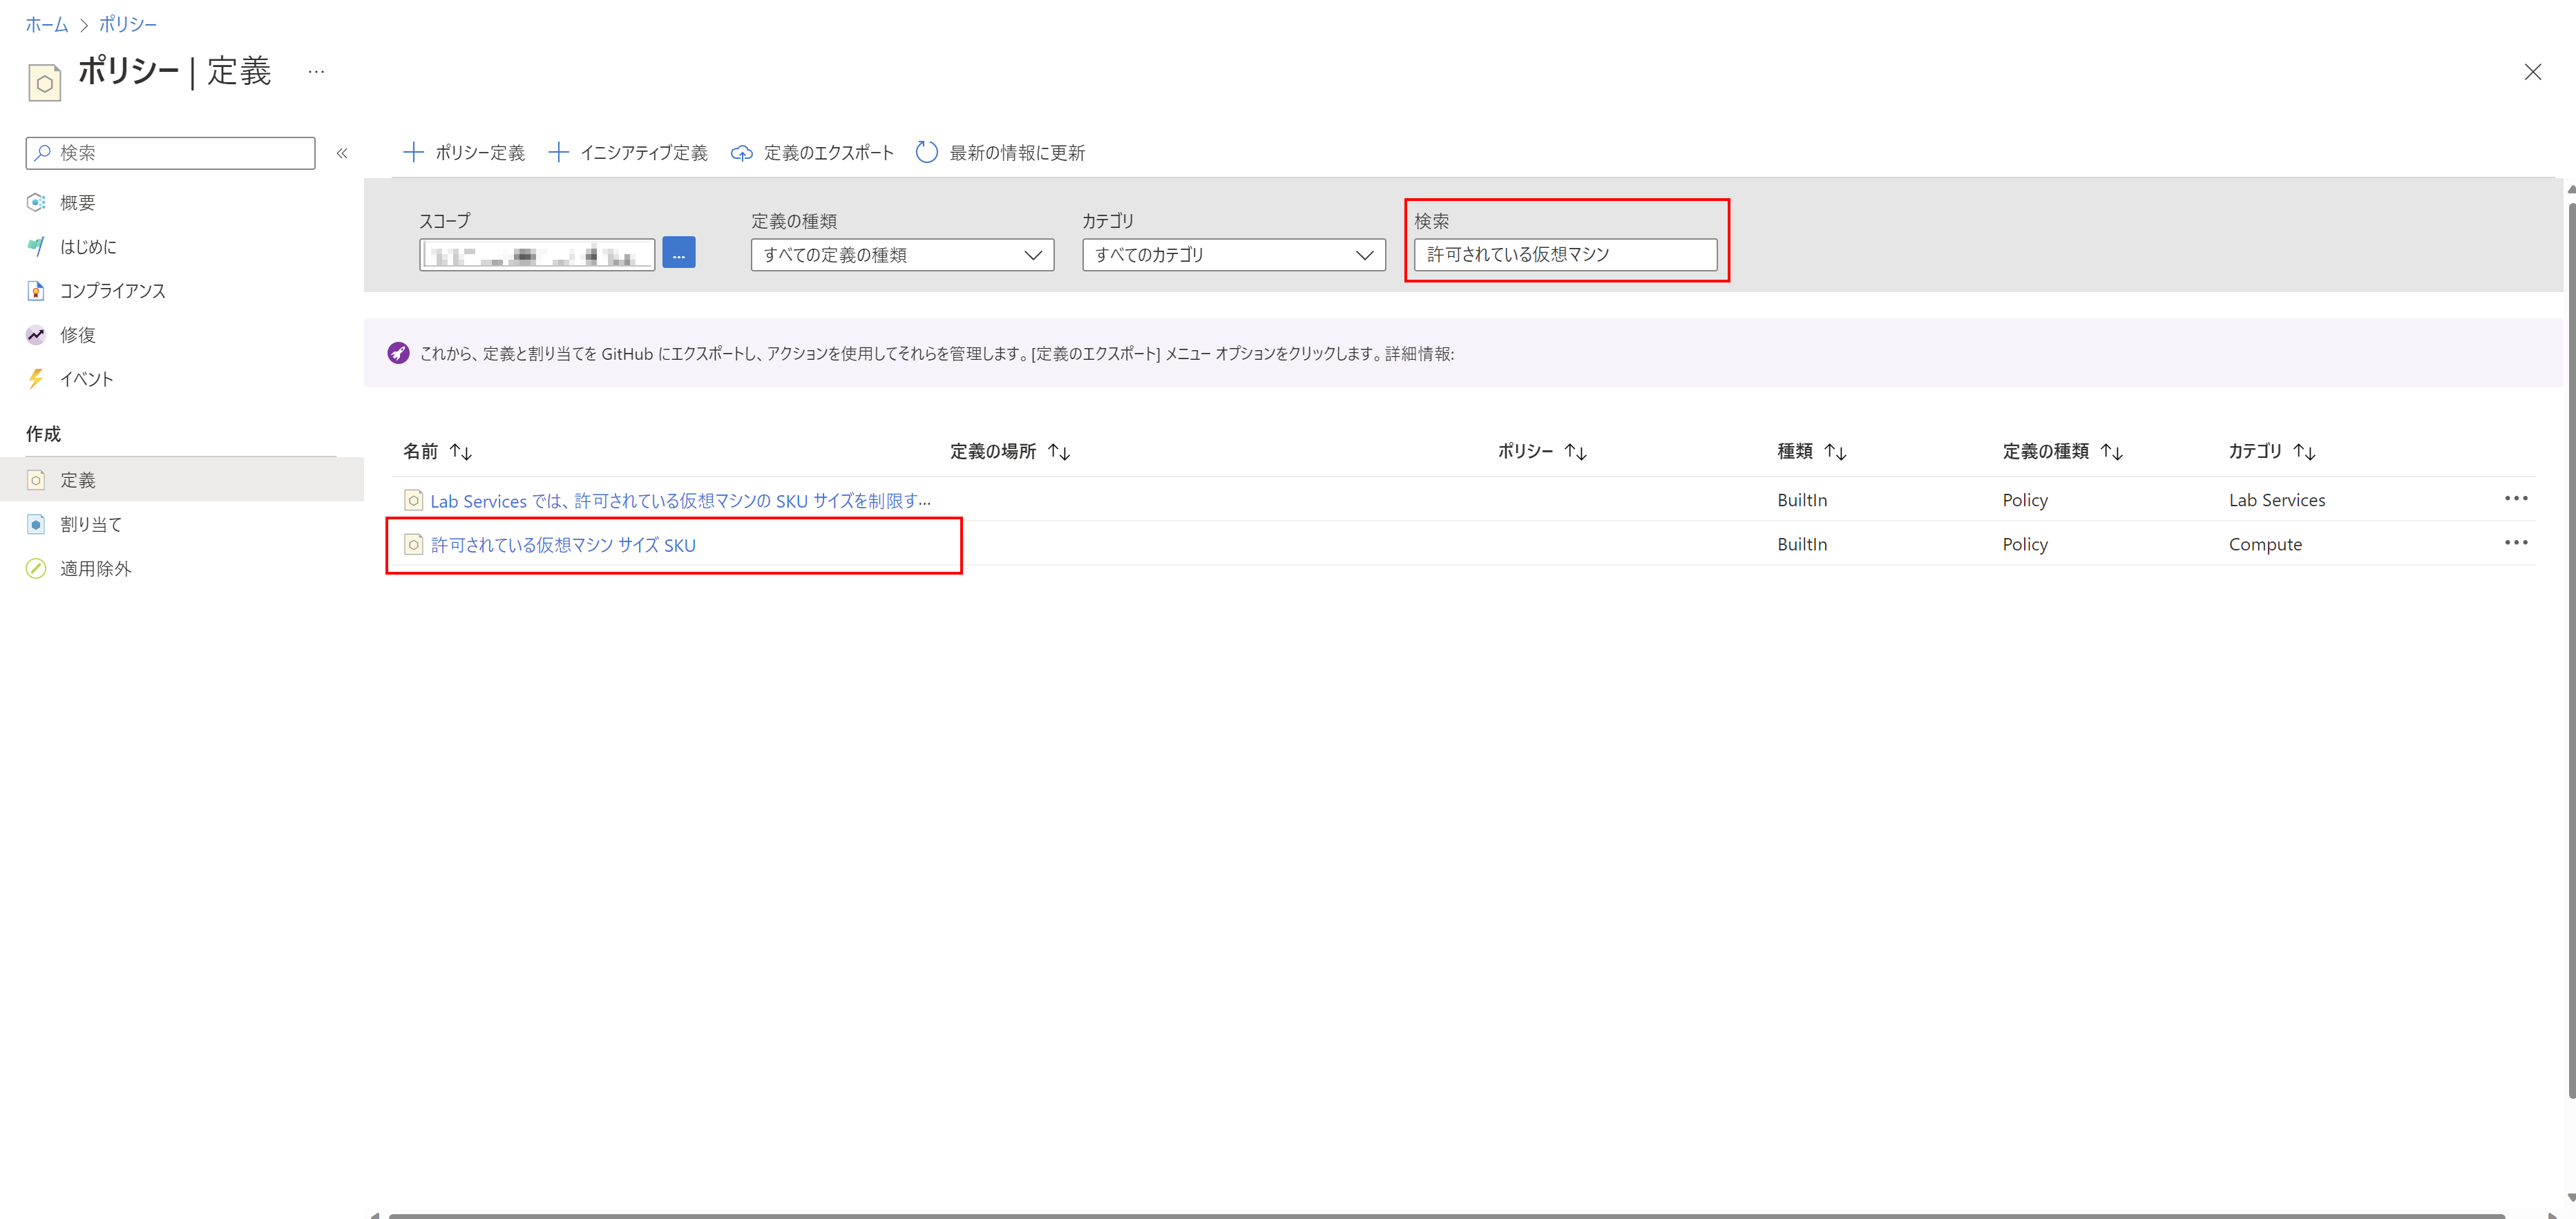 ホーム > ポリシー
ポリシー | 定義 ...
検索 «
概要
はじめに
コンプライアンス
修復
イベント
作成
定義
割り当て
適用除外
ポリシー定義 イニシアティブ定義 定義のエクスポート 最新の情報に更新
スコープ 定義の種類 カテゴリ 検索
... すべての定義の種類 すべてのカテゴリ 許可されている仮想マシン
これから、定義と割り当てを GitHub にエクスポートし、アクションを使用してそれらを管理します。[定義のエクスポート] メニュー オプションをクリックします。詳細情報:
名前 ↑↓ 定義の場所 ↑↓ ポリシー ↑↓ 種類 ↑↓ 定義の種類 ↑↓ カテゴリ ↑↓
Lab Services では、許可されている仮想マシンの SKU サイズを制限す... BuiltIn Policy Lab Services ...
許可されている仮想マシン サイズ SKU BuiltIn Policy Compute ...